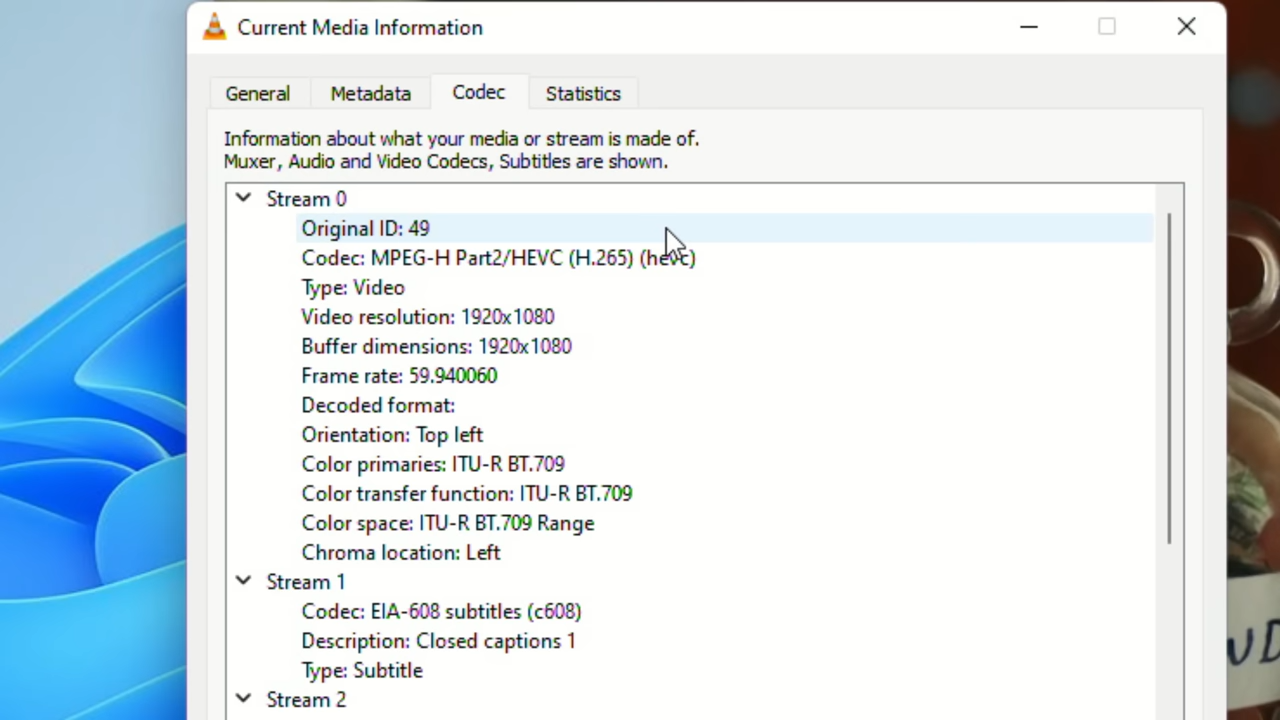 Current Media Information
General
Metadata
Codec
Statistics
Information about what your media or stream is made of.
Muxer, Audio and Video Codecs, Subtitles are shown.
Stream 0
Original ID: 49
Codec: MPEG-H Part2/HEVC (H.265) (hevc)
Type: Video
Video resolution: 1920x1080
Buffer dimensions: 1920x1080
Frame rate: 59.940060
Decoded format:
Orientation: Top left
Color primaries: ITU-R BT.709
Color transfer function: ITU-R BT.709
Color space: ITU-R BT.709 Range
Chroma location: Left
Stream 1
Codec: EIA-608 subtitles (c608)
Description: Closed captions 1
Type: Subtitle
Stream 2